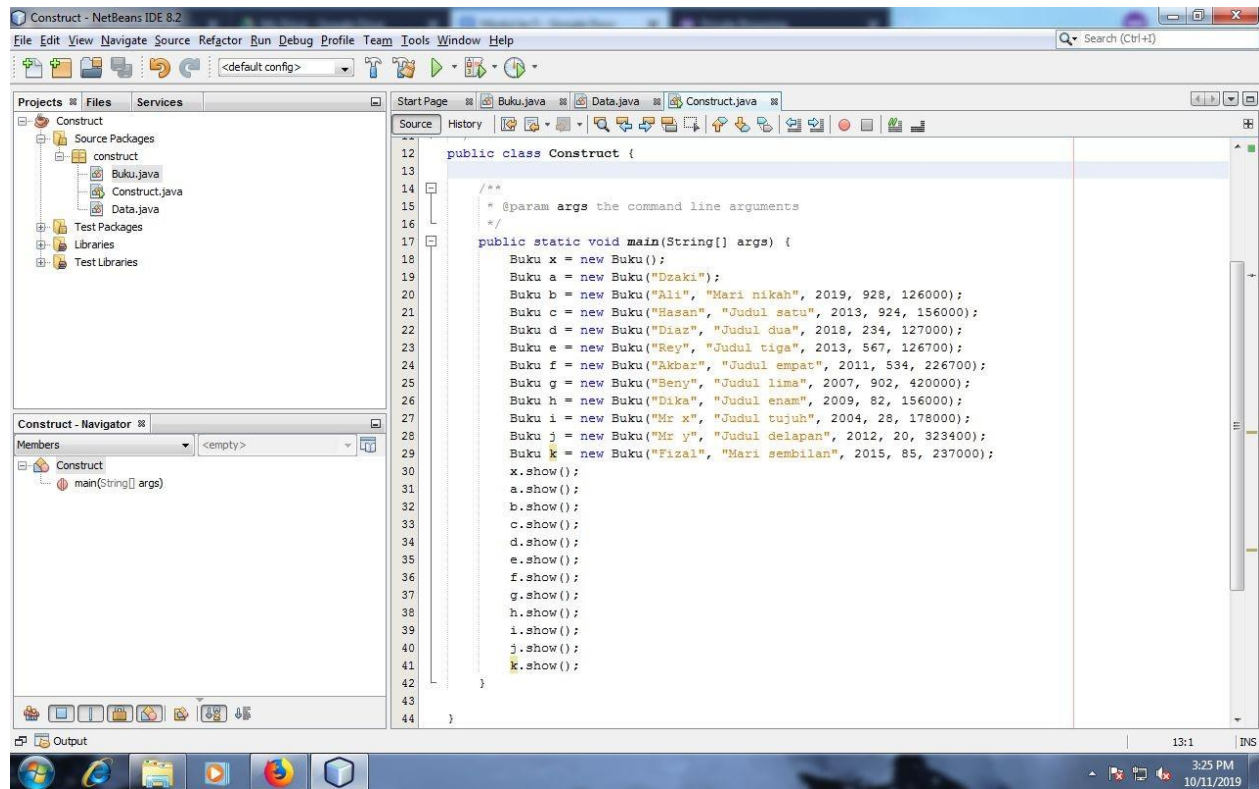 Construct - NetBeans IDE 8.2
File Edit View Navigate Source Refactor Run Debug Profile Team Tools Window Help
Search (Ctrl+I)
<default config>
Projects Files Services
Construct
Source Packages
construct
Buku.java
Construct.java
Data.java
Test Packages
Libraries
Test Libraries
Construct - Navigator
Members <empty>
Construct
main(String[] args)
Start Page Buku.java Data.java Construct.java
Source History
12 public class Construct {
13
14 /**
15 * @param args the command line arguments
16 */
17 public static void main(String[] args) {
18 Buku x = new Buku();
19 Buku a = new Buku("Dzaki");
20 Buku b = new Buku("Ali", "Mari nikah", 2019, 928, 126000);
21 Buku c = new Buku("Hasan", "Judul satu", 2013, 924, 156000);
22 Buku d = new Buku("Diaz", "Judul dua", 2018, 234, 127000);
23 Buku e = new Buku("Rey", "Judul tiga", 2013, 567, 126700);
24 Buku f = new Buku("Akbar", "Judul empat", 2011, 534, 226700);
25 Buku g = new Buku("Beny", "Judul lima", 2007, 902, 420000);
26 Buku h = new Buku("Dika", "Judul enam", 2009, 82, 156000);
27 Buku i = new Buku("Mr x", "Judul tujuh", 2004, 28, 178000);
28 Buku j = new Buku("Mr y", "Judul delapan", 2012, 20, 323400);
29 Buku k = new Buku("Fizal", "Mari sembilan", 2015, 85, 237000);
30 x.show();
31 a.show();
32 b.show();
33 c.show();
34 d.show();
35 e.show();
36 f.show();
37 g.show();
38 h.show();
39 i.show();
40 j.show();
41 k.show();
42 }
43
44 }
Output
13:1 INS
3:25 PM
10/11/2019